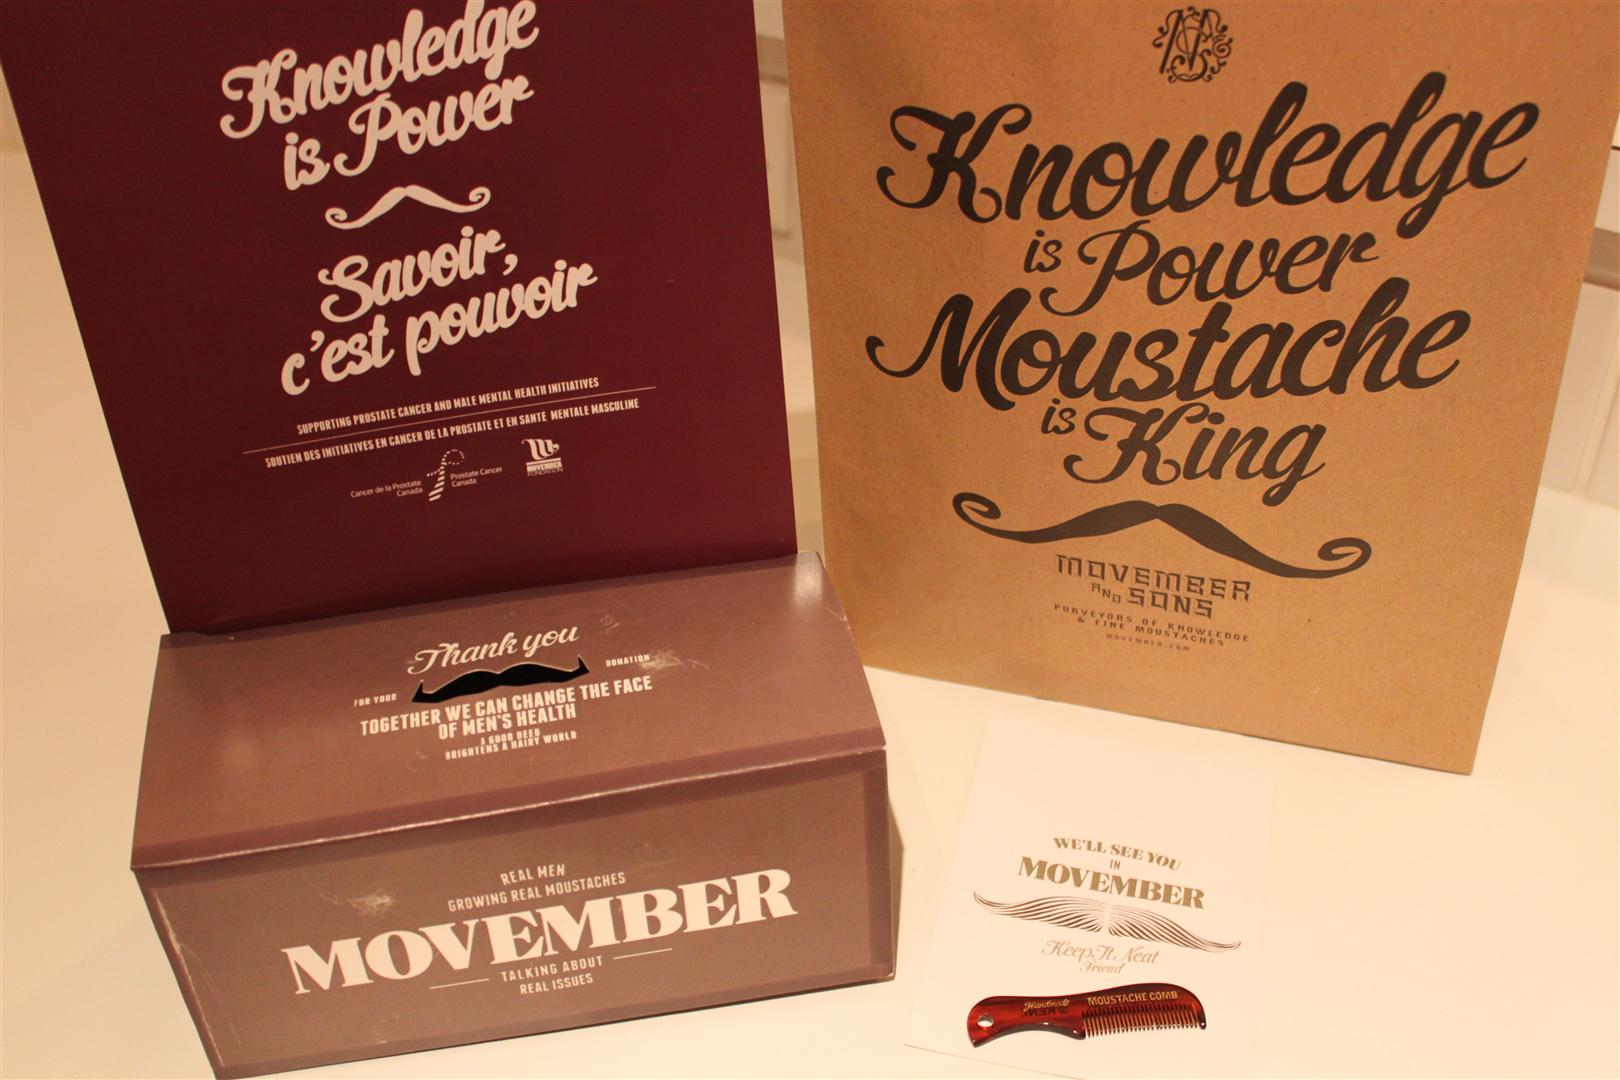 Knowledge
is Power
Savoir,
c'est pouvoir
SUPPORTING PROSTATE CANCER AND MALE MENTAL HEALTH INITIATIVES
SOUTIEN DES INITIATIVES EN CANCER DE LA PROSTATE ET EN SANTÉ MENTALE MASCULINE
Cancer de la Prostate
Canada
Prostate Cancer
Canada
MOVEMBER
FOUNDATION
Thank you
FOR YOUR DONATION
TOGETHER WE CAN CHANGE THE FACE
OF MEN'S HEALTH
A GOOD DEED
BRIGHTENS A HAIRY WORLD
REAL MEN
GROWING REAL MOUSTACHES
MOVEMBER
TALKING ABOUT
REAL ISSUES
Knowledge
is Power
Moustache
is King
MOVEMBER
AND SONS
PURVEYORS OF KNOWLEDGE
& FINE MOUSTACHES
MOVEMBER.COM
WE'LL SEE YOU
IN
MOVEMBER
Keep It Neat
Friend
Handmade
KENT
MOUSTACHE COMB